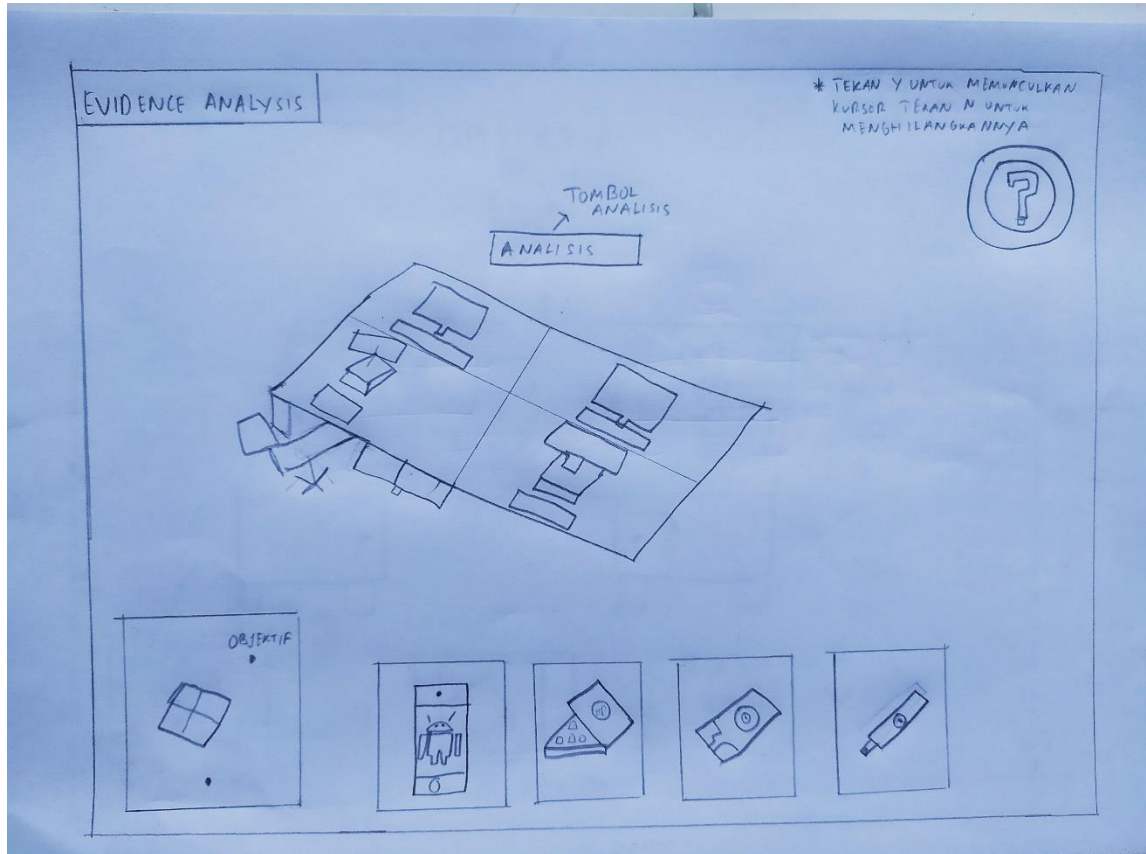 EVIDENCE ANALYSIS
* TEKAN Y UNTUK MEMUNCULKAN
KURSOR TEKAN N UNTUK
MENGHILANGKANNYA
?
TOMBOL
ANALISIS
ANALISIS
OBJEKTIF